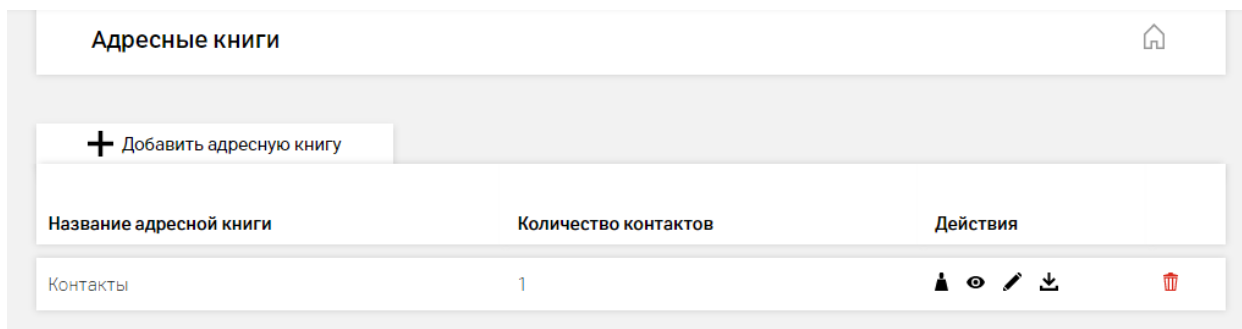 Адресные книги
Добавить адресную книгу
Название адресной книги Количество контактов Действия
Контакты 1